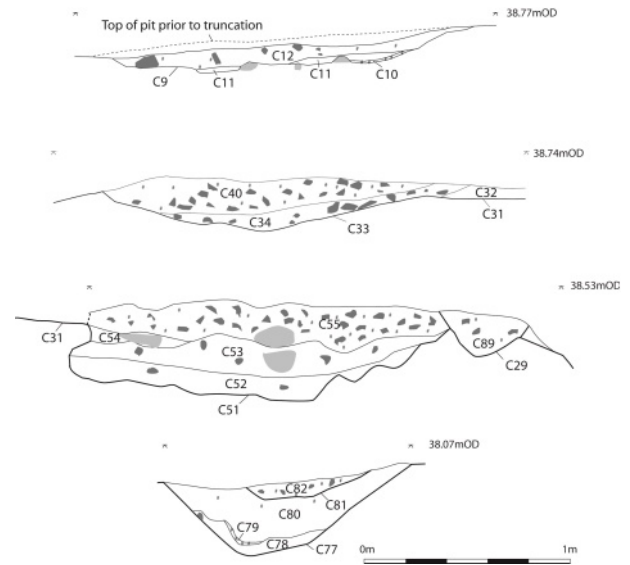 38.77mOD
Top of pit prior to truncation
C12
C9
C11
C11
C10
38.74mOD
C40
C32
C34
C33
C31
38.53mOD
C31
C54
C55
C53
C89
C52
C29
C51
38.07mOD
C82
C81
C80
C79
C78
C77
0m
1m